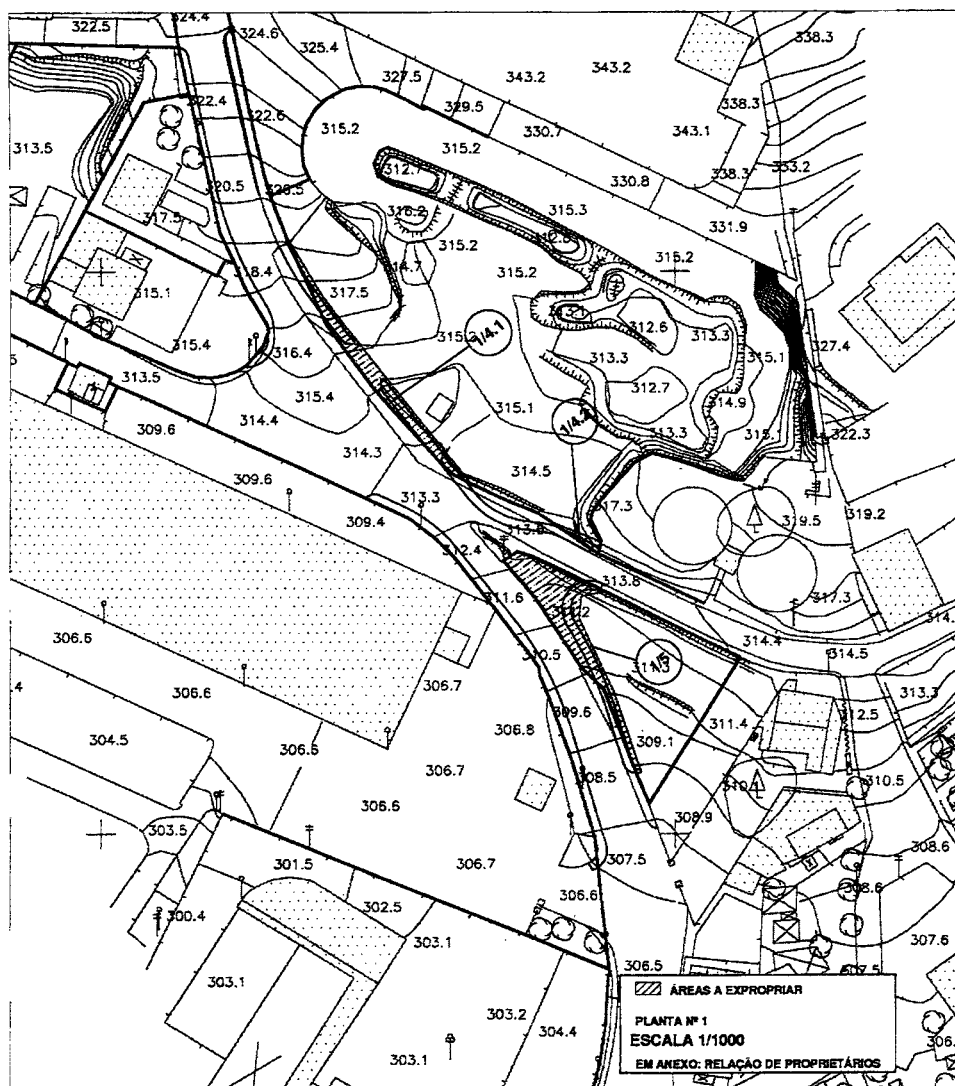 322.5 324.4 324.6 325.4 338.3
327.5 343.2 343.2
322.4 322.6 329.5 338.3
315.2 330.7 343.1
313.5 315.2
312.7 338.3 333.2
320.5 330.8
317.5 316.2 315.3 331.9
315.2
318.4 315.2 315.2
317.5
315.1 312.6 327.4
315.4 316.4 1/4.1 313.3 313.3 315.1
313.5 315.4 312.7
309.6 314.4 315.1 314.9
313.3 322.3
314.3 314.5
309.6 313.3 317.3 319.5 319.2
309.4
312.4 313.8
311.6 317.3
306.6 314.4
310.5 1/5 314.5
306.7 313.3
306.6 309.6 311.4 312.5
304.5 306.6 306.8 309.1
306.7 308.5 310.5
306.6 308.9
303.5 307.5 308.6
301.5 306.7
300.4 302.5 306.6 308.6
303.1 306.5 307.6
303.1 307.5
303.2 304.4
303.1
ÁREAS A EXPROPRIAR
PLANTA Nº 1
ESCALA 1/1000
EM ANEXO: RELAÇÃO DE PROPRIETÁRIOS